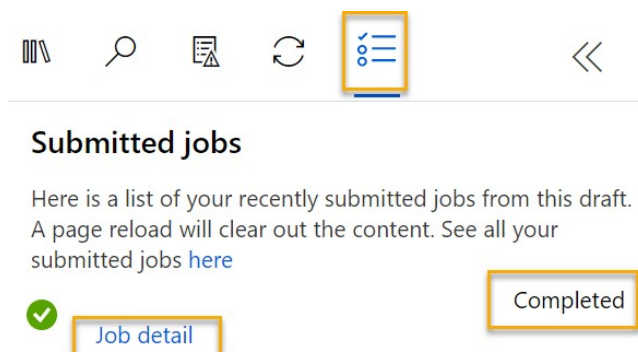 Submitted jobs
Here is a list of your recently submitted jobs from this draft.
A page reload will clear out the content. See all your
submitted jobs here
Completed
Job detail